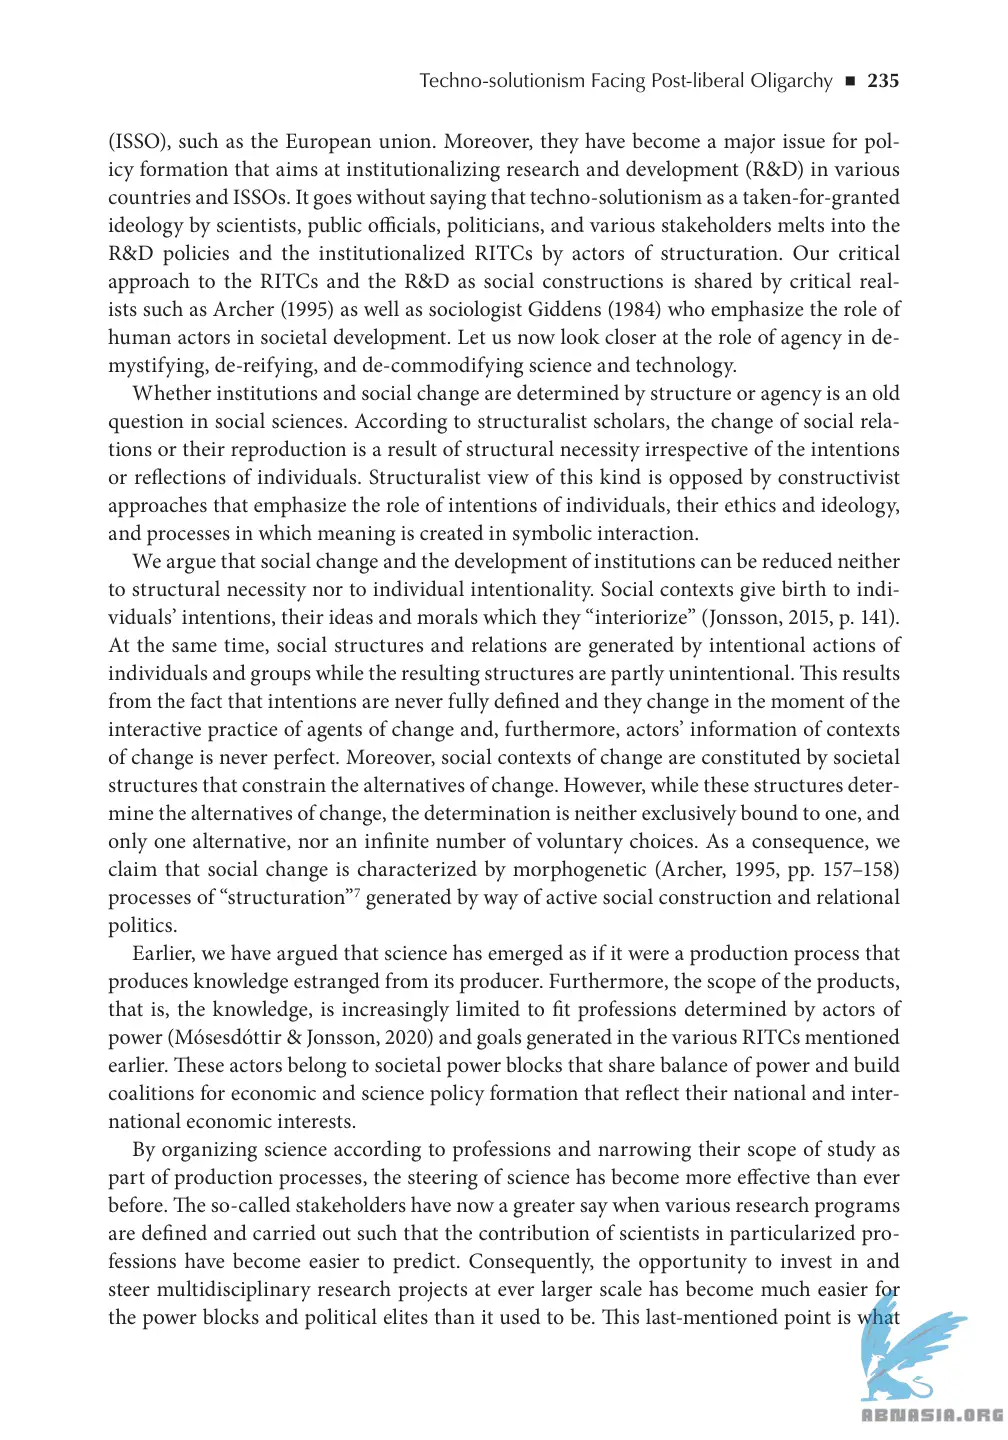 Techno-solutionism Facing Post-liberal Oligarchy ■ 235
(ISSO), such as the European union. Moreover, they have become a major issue for pol-
icy formation that aims at institutionalizing research and development (R&D) in various
countries and ISSOs. It goes without saying that techno-solutionism as a taken-for-granted
ideology by scientists, public officials, politicians, and various stakeholders melts into the
R&D policies and the institutionalized RITCs by actors of structuration. Our critical
approach to the RITCs and the R&D as social constructions is shared by critical real-
ists such as Archer (1995) as well as sociologist Giddens (1984) who emphasize the role of
human actors in societal development. Let us now look closer at the role of agency in de-
mystifying, de-reifying, and de-commodifying science and technology.
Whether institutions and social change are determined by structure or agency is an old
question in social sciences. According to structuralist scholars, the change of social rela-
tions or their reproduction is a result of structural necessity irrespective of the intentions
or reflections of individuals. Structuralist view of this kind is opposed by constructivist
approaches that emphasize the role of intentions of individuals, their ethics and ideology,
and processes in which meaning is created in symbolic interaction.
We argue that social change and the development of institutions can be reduced neither
to structural necessity nor to individual intentionality. Social contexts give birth to indi-
viduals’ intentions, their ideas and morals which they “interiorize” (Jonsson, 2015, p. 141).
At the same time, social structures and relations are generated by intentional actions of
individuals and groups while the resulting structures are partly unintentional. This results
from the fact that intentions are never fully defined and they change in the moment of the
interactive practice of agents of change and, furthermore, actors’ information of contexts
of change is never perfect. Moreover, social contexts of change are constituted by societal
structures that constrain the alternatives of change. However, while these structures deter-
mine the alternatives of change, the determination is neither exclusively bound to one, and
only one alternative, nor an infinite number of voluntary choices. As a consequence, we
claim that social change is characterized by morphogenetic (Archer, 1995, pp. 157–158)
processes of “structuration”⁷ generated by way of active social construction and relational
politics.
Earlier, we have argued that science has emerged as if it were a production process that
produces knowledge estranged from its producer. Furthermore, the scope of the products,
that is, the knowledge, is increasingly limited to fit professions determined by actors of
power (Mósesdóttir & Jonsson, 2020) and goals generated in the various RITCs mentioned
earlier. These actors belong to societal power blocks that share balance of power and build
coalitions for economic and science policy formation that reflect their national and inter-
national economic interests.
By organizing science according to professions and narrowing their scope of study as
part of production processes, the steering of science has become more effective than ever
before. The so-called stakeholders have now a greater say when various research programs
are defined and carried out such that the contribution of scientists in particularized pro-
fessions have become easier to predict. Consequently, the opportunity to invest in and
steer multidisciplinary research projects at ever larger scale has become much easier for
the power blocks and political elites than it used to be. This last-mentioned point is what
ABNASIA.ORG